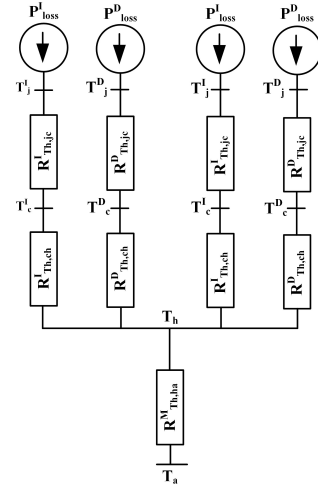 P^I_loss P^D_loss P^I_loss P^D_loss
T^I_j T^D_j T^I_j T^D_j
R^I_Th,jc R^D_Th,jc R^I_Th,jc R^D_Th,jc
T^I_c T^D_c T^I_c T^D_c
R^I_Th,ch R^D_Th,ch R^I_Th,ch R^D_Th,ch
T_h
R^M_Th,ha
T_a